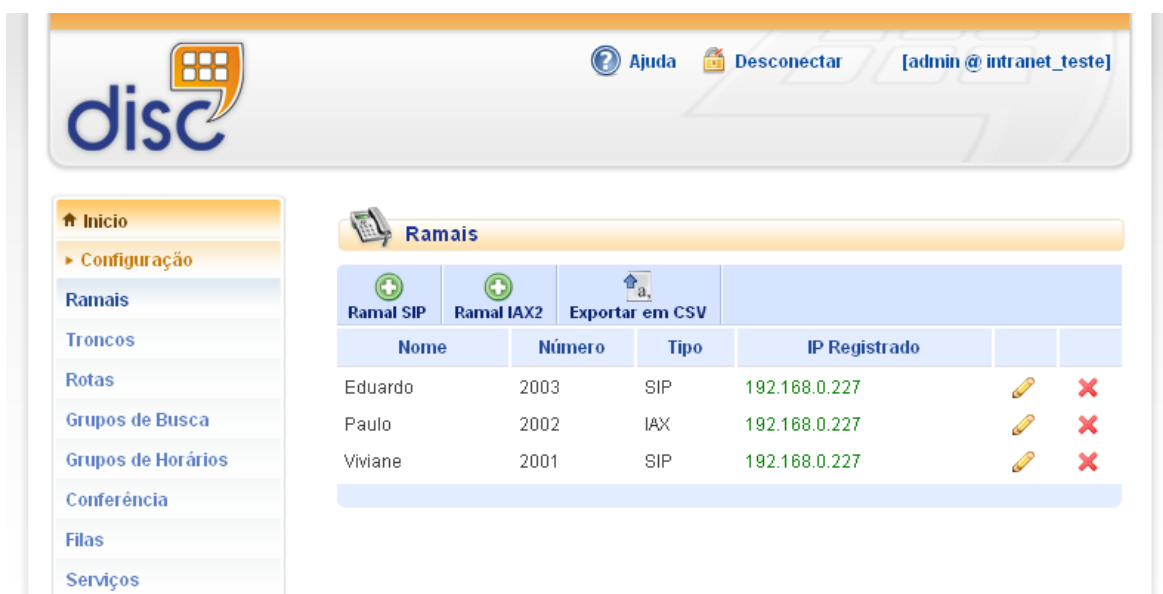 disc
Ajuda Desconectar [admin @ intranet_teste]
Inicio
Configuração
Ramais
Troncos
Rotas
Grupos de Busca
Grupos de Horários
Conferência
Filas
Serviços
Ramais
Ramal SIP Ramal IAX2 Exportar em CSV
Nome Número Tipo IP Registrado
Eduardo 2003 SIP 192.168.0.227
Paulo 2002 IAX 192.168.0.227
Viviane 2001 SIP 192.168.0.227